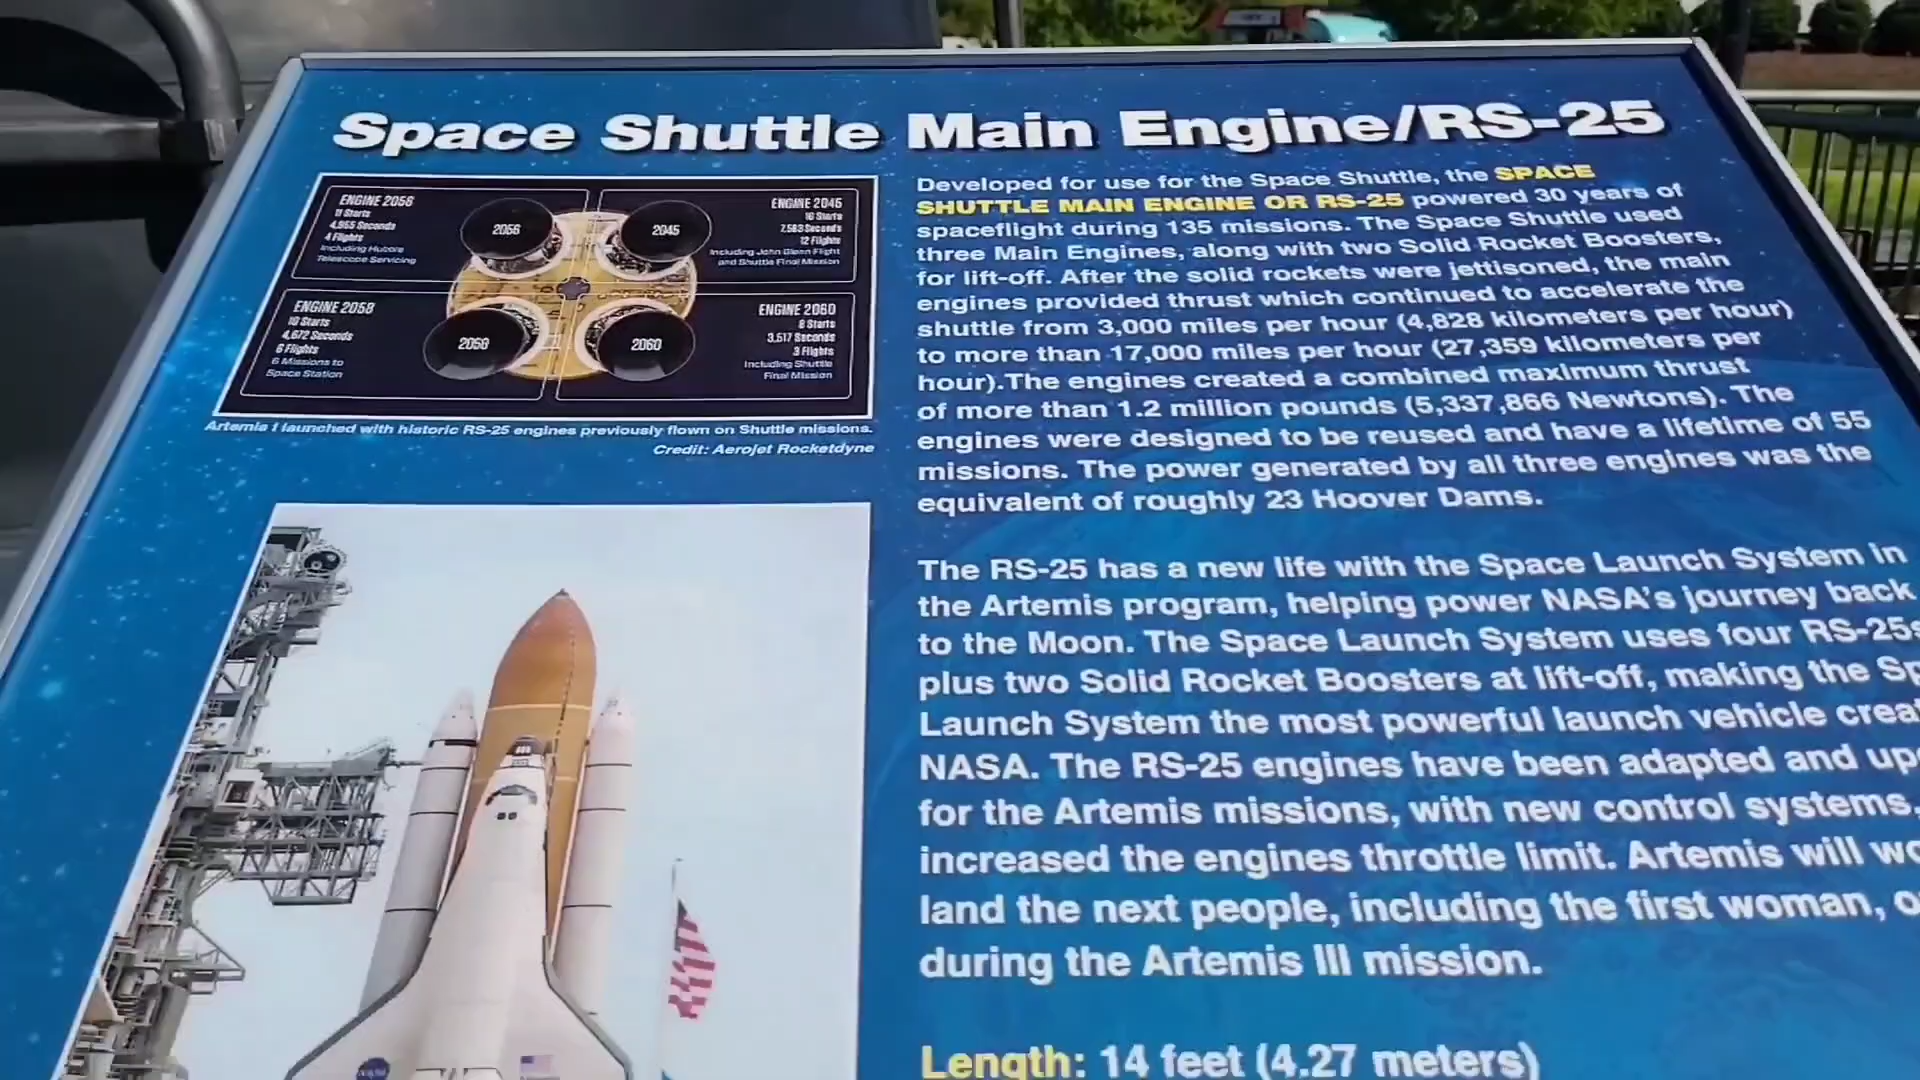 Space Shuttle Main Engine/RS-25
ENGINE 2056
11 Starts
4,955 Seconds
4 Flights
Including Hubble
Telescope Servicing
2056
2045
ENGINE 2045
16 Starts
7,583 Seconds
12 Flights
Including John Glenn Flight
and Shuttle Final Mission
ENGINE 2058
10 Starts
4,672 Seconds
6 Flights
6 Missions to
Space Station
2058
2060
ENGINE 2060
8 Starts
3,517 Seconds
3 Flights
Including Shuttle
Final Mission
Artemis I launched with historic RS-25 engines previously flown on Shuttle missions.
Credit: Aerojet Rocketdyne
Developed for use for the Space Shuttle, the SPACE
SHUTTLE MAIN ENGINE OR RS-25 powered 30 years of
spaceflight during 135 missions. The Space Shuttle used
three Main Engines, along with two Solid Rocket Boosters,
for lift-off. After the solid rockets were jettisoned, the main
engines provided thrust which continued to accelerate the
shuttle from 3,000 miles per hour (4,828 kilometers per hour)
to more than 17,000 miles per hour (27,359 kilometers per
hour).The engines created a combined maximum thrust
of more than 1.2 million pounds (5,337,866 Newtons). The
engines were designed to be reused and have a lifetime of 55
missions. The power generated by all three engines was the
equivalent of roughly 23 Hoover Dams.
The RS-25 has a new life with the Space Launch System in
the Artemis program, helping power NASA's journey back
to the Moon. The Space Launch System uses four RS-25s
plus two Solid Rocket Boosters at lift-off, making the
Launch System the most powerful launch vehicle
NASA. The RS-25 engines have been adapted and
for the Artemis missions, with new control systems.
increased the engines throttle limit. Artemis will
land the next people, including the first woman,
during the Artemis III mission.
Length: 14 feet (4.27 meters)